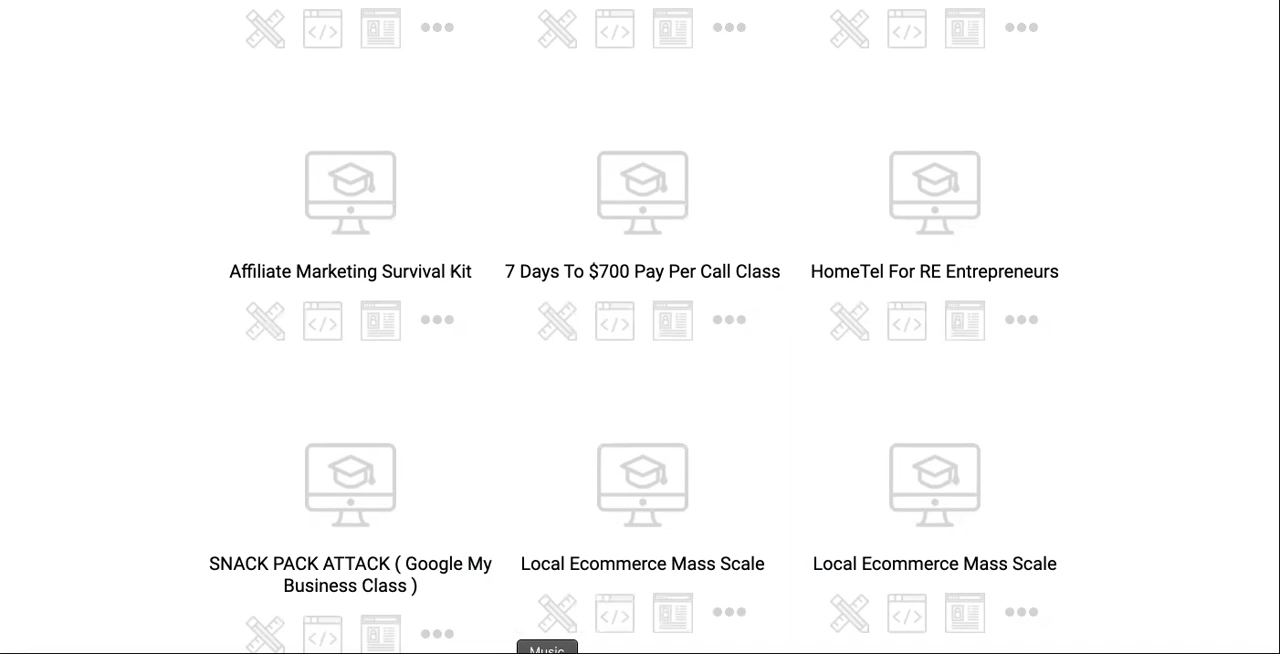 Affiliate Marketing Survival Kit
7 Days To $700 Pay Per Call Class
HomeTel For RE Entrepreneurs
SNACK PACK ATTACK ( Google My
Business Class )
Local Ecommerce Mass Scale
Local Ecommerce Mass Scale
Music